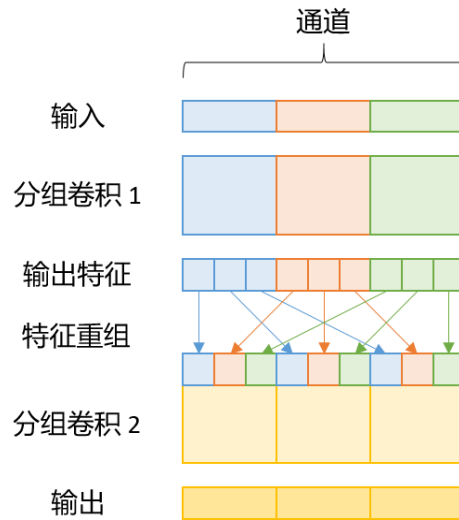 通道
输入
分组卷积 1
输出特征
特征重组
分组卷积 2
输出